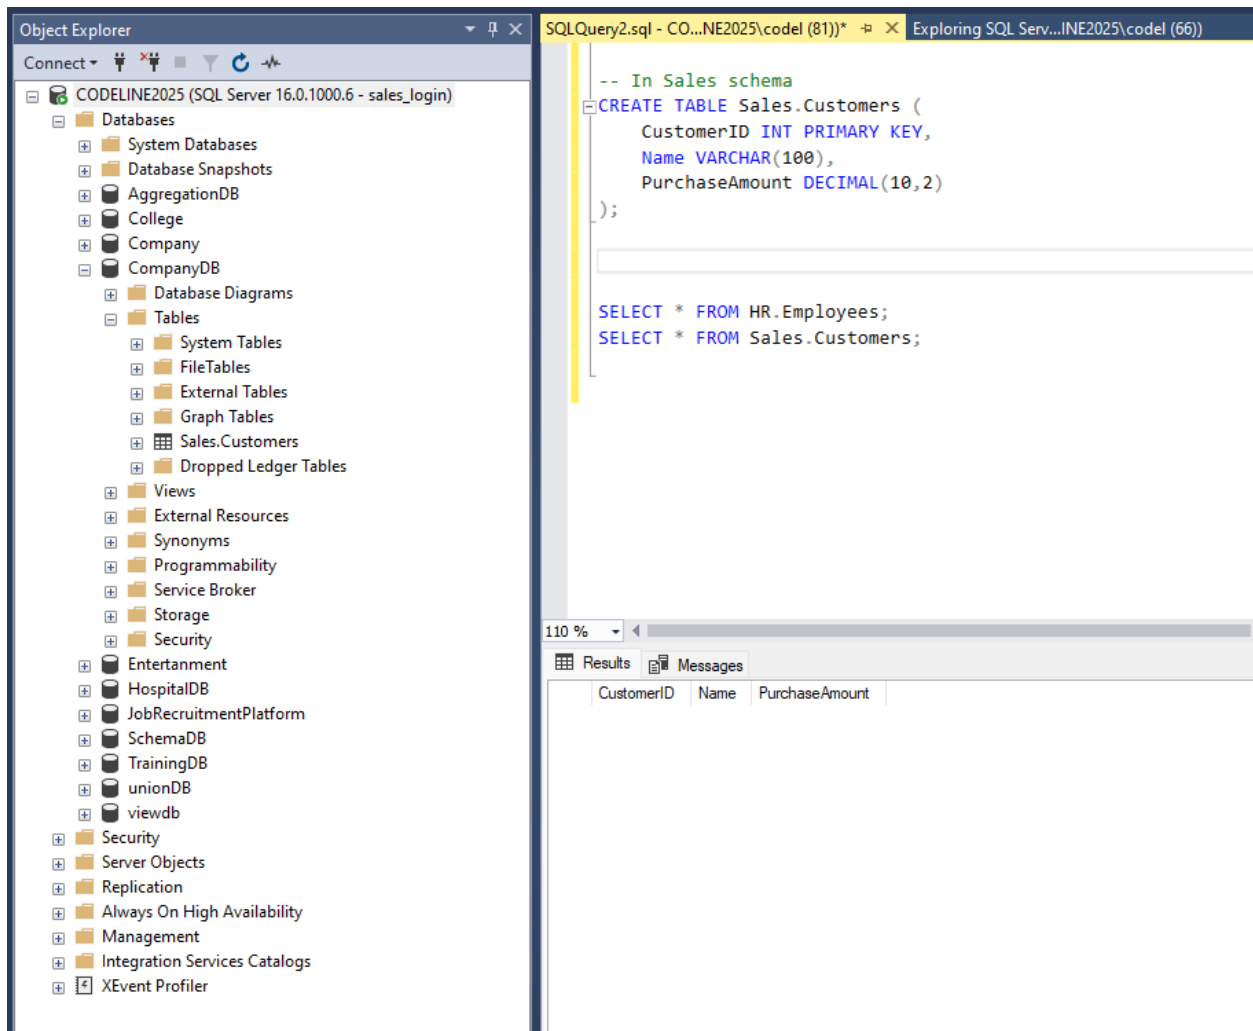 Object Explorer
Connect
CODELINE2025 (SQL Server 16.0.1000.6 - sales_login)
Databases
System Databases
Database Snapshots
AggregationDB
College
Company
CompanyDB
Database Diagrams
Tables
System Tables
FileTables
External Tables
Graph Tables
Sales.Customers
Dropped Ledger Tables
Views
External Resources
Synonyms
Programmability
Service Broker
Storage
Security
Entertanment
HospitalDB
JobRecruitmentPlatform
SchemaDB
TrainingDB
unionDB
viewdb
Security
Server Objects
Replication
Always On High Availability
Management
Integration Services Catalogs
XEvent Profiler
SQLQuery2.sql - CO...NE2025\codel (81))*
Exploring SQL Serv...INE2025\codel (66))
-- In Sales schema
CREATE TABLE Sales.Customers (
CustomerID INT PRIMARY KEY,
Name VARCHAR(100),
PurchaseAmount DECIMAL(10,2)
);
SELECT * FROM HR.Employees;
SELECT * FROM Sales.Customers;
110 %
Results Messages
CustomerID Name PurchaseAmount